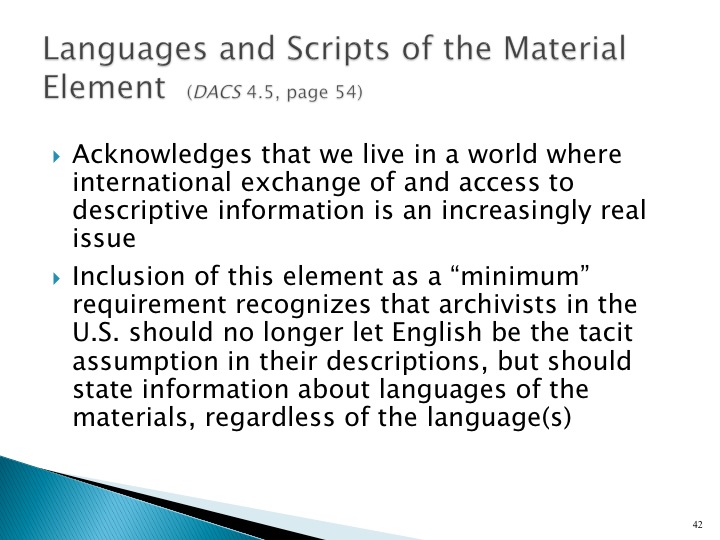 Languages and Scripts of the Material
Element (DACS 4.5, page 54)
Acknowledges that we live in a world where
international exchange of and access to
descriptive information is an increasingly real
issue
Inclusion of this element as a “minimum”
requirement recognizes that archivists in the
U.S. should no longer let English be the tacit
assumption in their descriptions, but should
state information about languages of the
materials, regardless of the language(s)
42